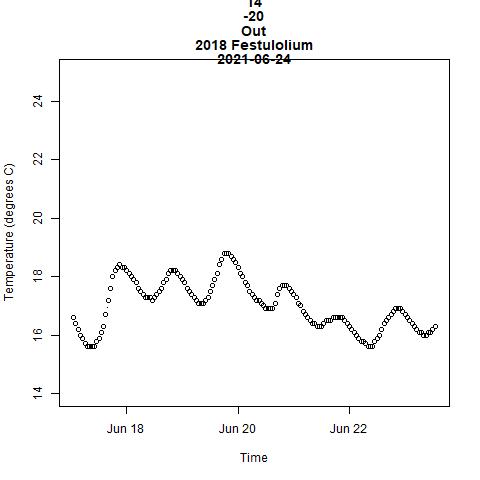 14
-20
Out
2018 Festulolium
2021-06-24
Temperature (degrees C)
24
22
20
18
16
14
Jun 18 Jun 20 Jun 22
Time